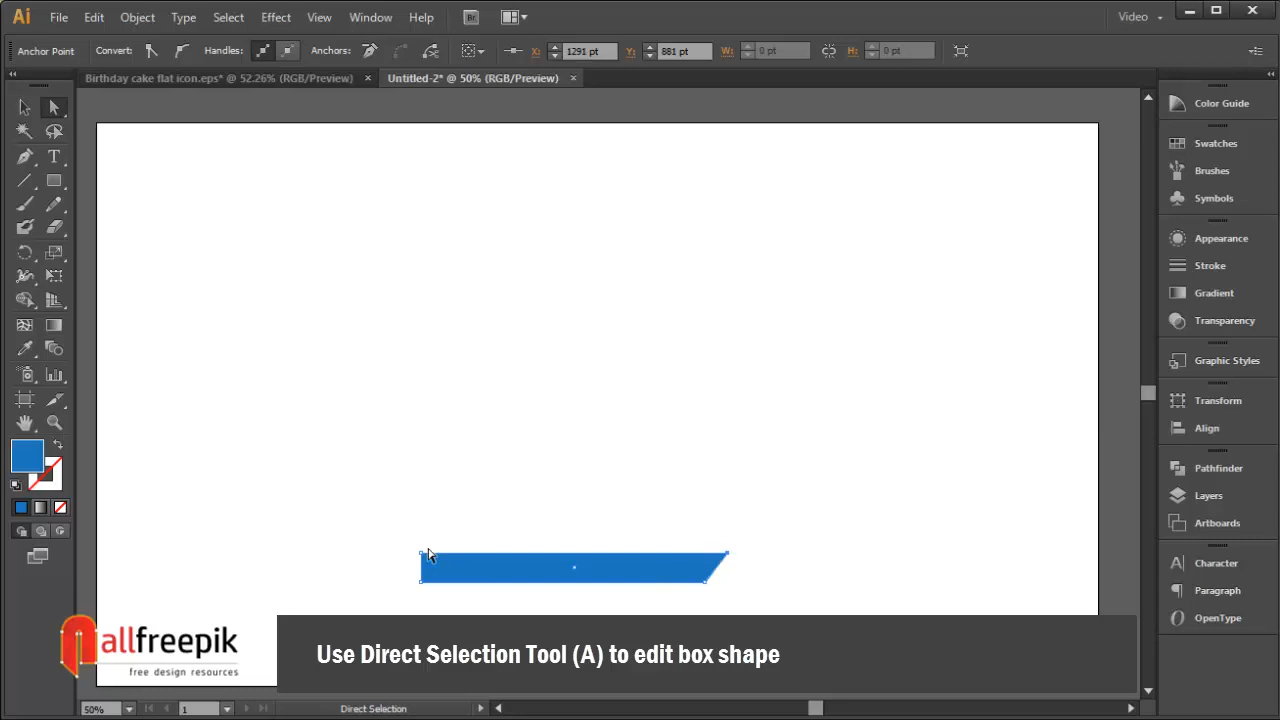 Ai File Edit Object Type Select Effect View Window Help Br Video
Anchor Point Convert: Handles: Anchors: X: 1291 pt Y: 881 pt W: 0 pt H: 0 pt
Birthday cake flat icon.eps* @ 52.26% (RGB/Preview) × Untitled-2* @ 50% (RGB/Preview) ×
Color Guide
Swatches
Brushes
Symbols
Appearance
Stroke
Gradient
Transparency
Graphic Styles
Transform
Align
Pathfinder
Layers
Artboards
Character
Paragraph
OpenType
allfreepik
free design resources
Use Direct Selection Tool (A) to edit box shape
50% 1 Direct Selection